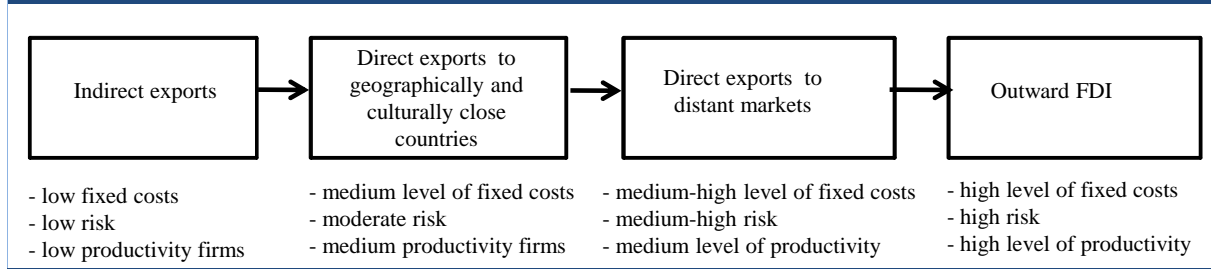 Indirect exports
Direct exports to
geographically and
culturally close
countries
Direct exports to
distant markets
Outward FDI
- low fixed costs
- low risk
- low productivity firms
- medium level of fixed costs
- moderate risk
- medium productivity firms
- medium-high level of fixed costs
- medium-high risk
- medium level of productivity
- high level of fixed costs
- high risk
- high level of productivity